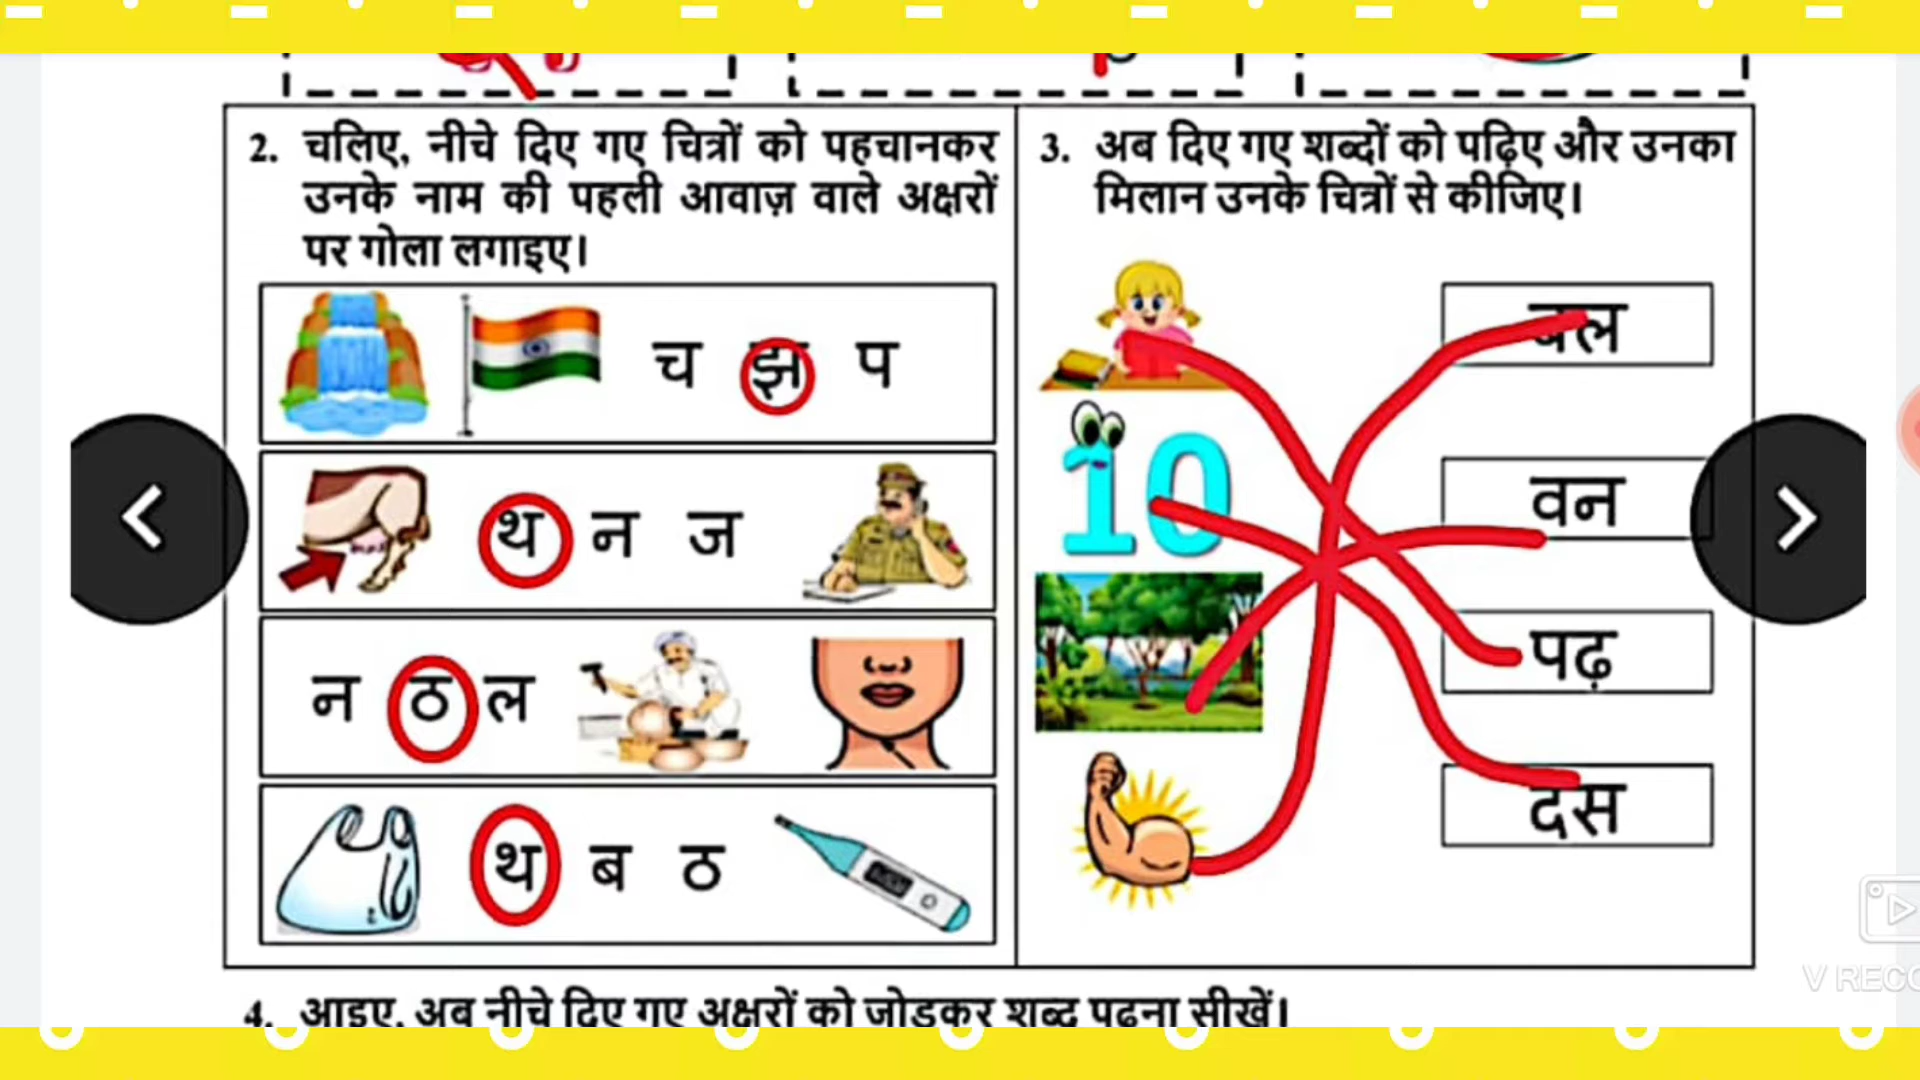 2. चलिए, नीचे दिए गए चित्रों को पहचानकर
उनके नाम की पहली आवाज़ वाले अक्षरों
पर गोला लगाइए।
च झ प
थ न ज
न ठ ल
थ ब ठ
3. अब दिए गए शब्दों को पढ़िए और उनका
मिलान उनके चित्रों से कीजिए।
10
बल
वन
पढ़
दस
4. आइए, अब नीचे दिए गए अक्षरों को जोड़कर शब्द पढ़ना सीखें।